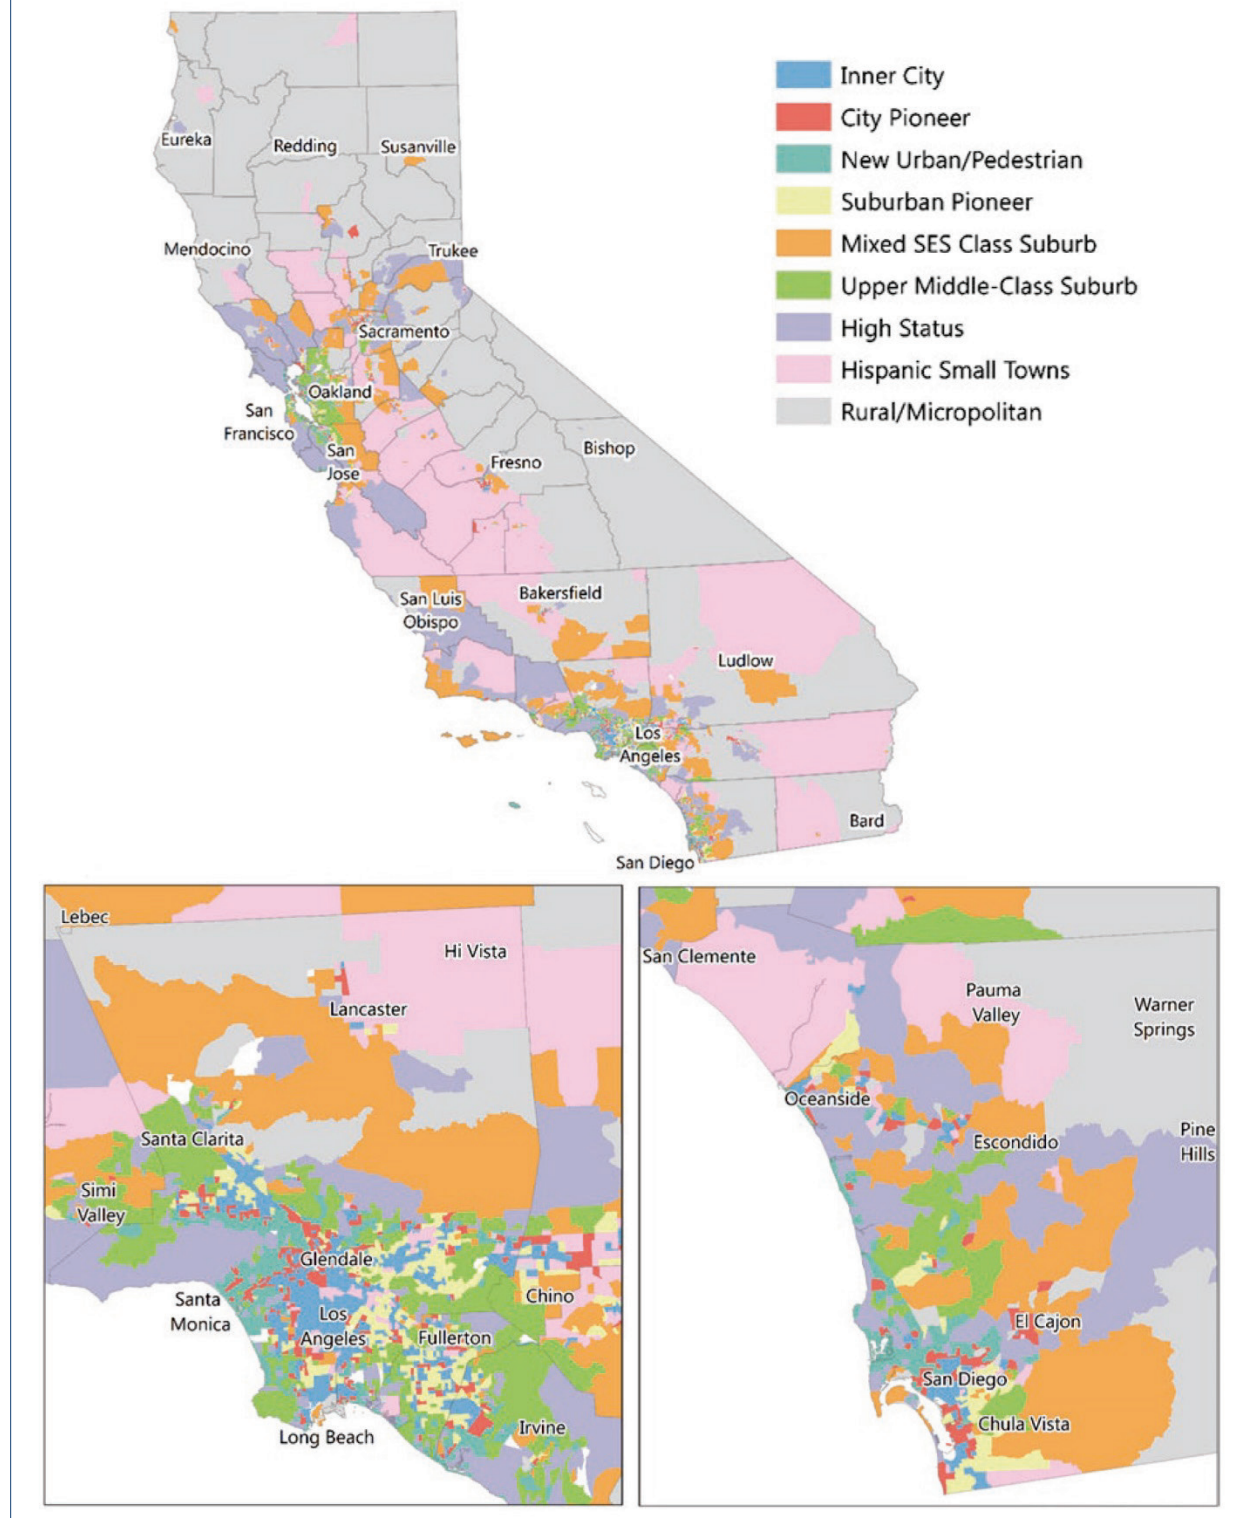 Inner City
City Pioneer
New Urban/Pedestrian
Suburban Pioneer
Mixed SES Class Suburb
Upper Middle-Class Suburb
High Status
Hispanic Small Towns
Rural/Micropolitan
Eureka
Redding
Susanville
Mendocino
Trukee
Sacramento
Oakland
San
Francisco
San
Jose
Fresno
Bishop
San Luis
Obispo
Bakersfield
Ludlow
Los
Angeles
Bard
San Diego
Lebec
Hi Vista
Lancaster
Santa Clarita
Simi
Valley
Glendale
Santa
Monica
Los
Angeles
Chino
Fullerton
Irvine
Long Beach
San Clemente
Pauma
Valley
Warner
Springs
Oceanside
Escondido
Pine
Hills
El Cajon
San Diego
Chula Vista